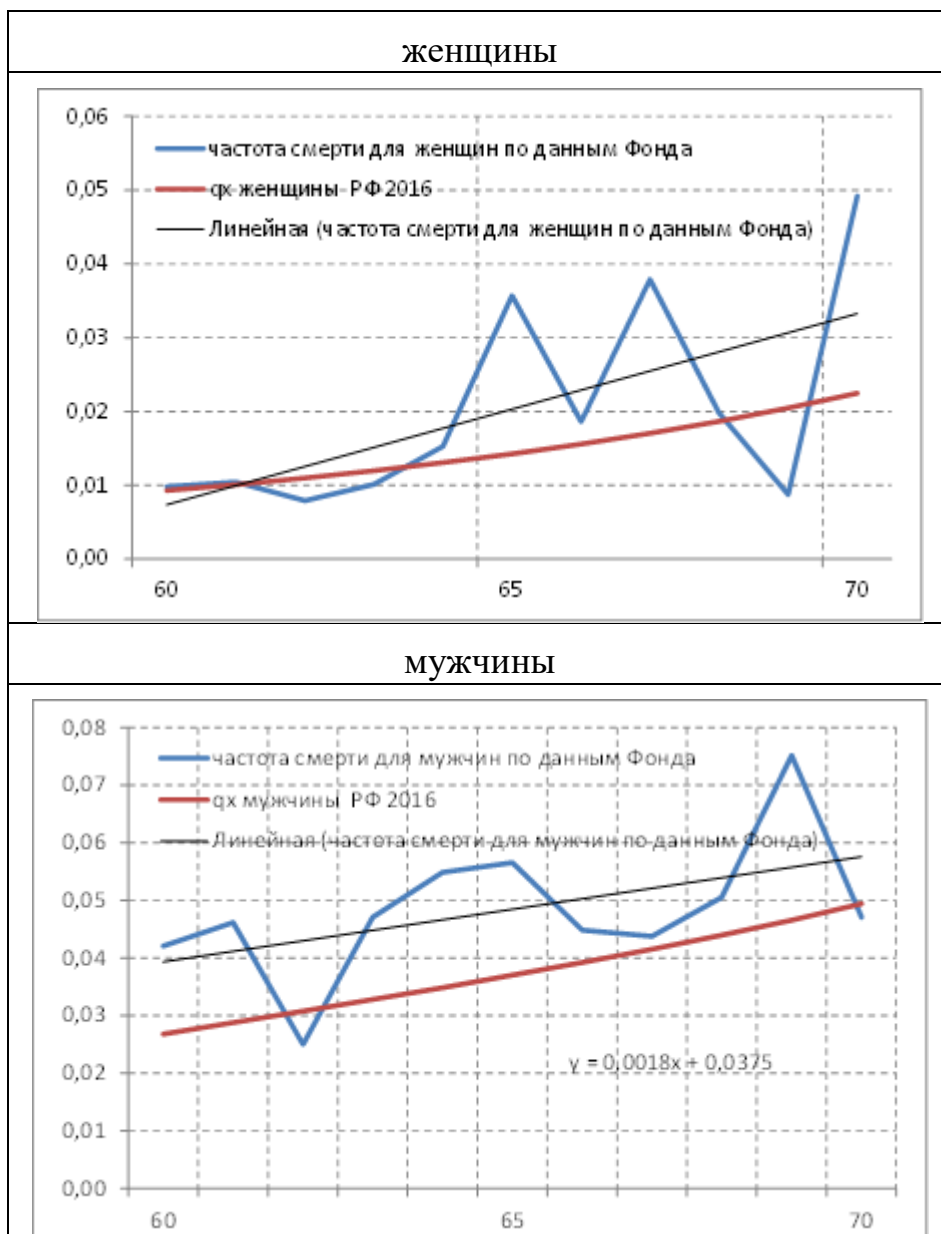 женщины
0,06
частота смерти для женщин по данным Фонда
0,05
qx женщины РФ 2016
Линейная (частота смерти для женщин по данным Фонда)
0,04
0,03
0,02
0,01
0,00
60
65
70
мужчины
0,08
частота смерти для мужчин по данным Фонда
0,07
qx мужчины РФ 2016
0,06
Линейная (частота смерти для мужчин по данным Фонда)
0,05
0,04
0,03
y = 0,0018x + 0,0375
0,02
0,01
0,00
60
65
70